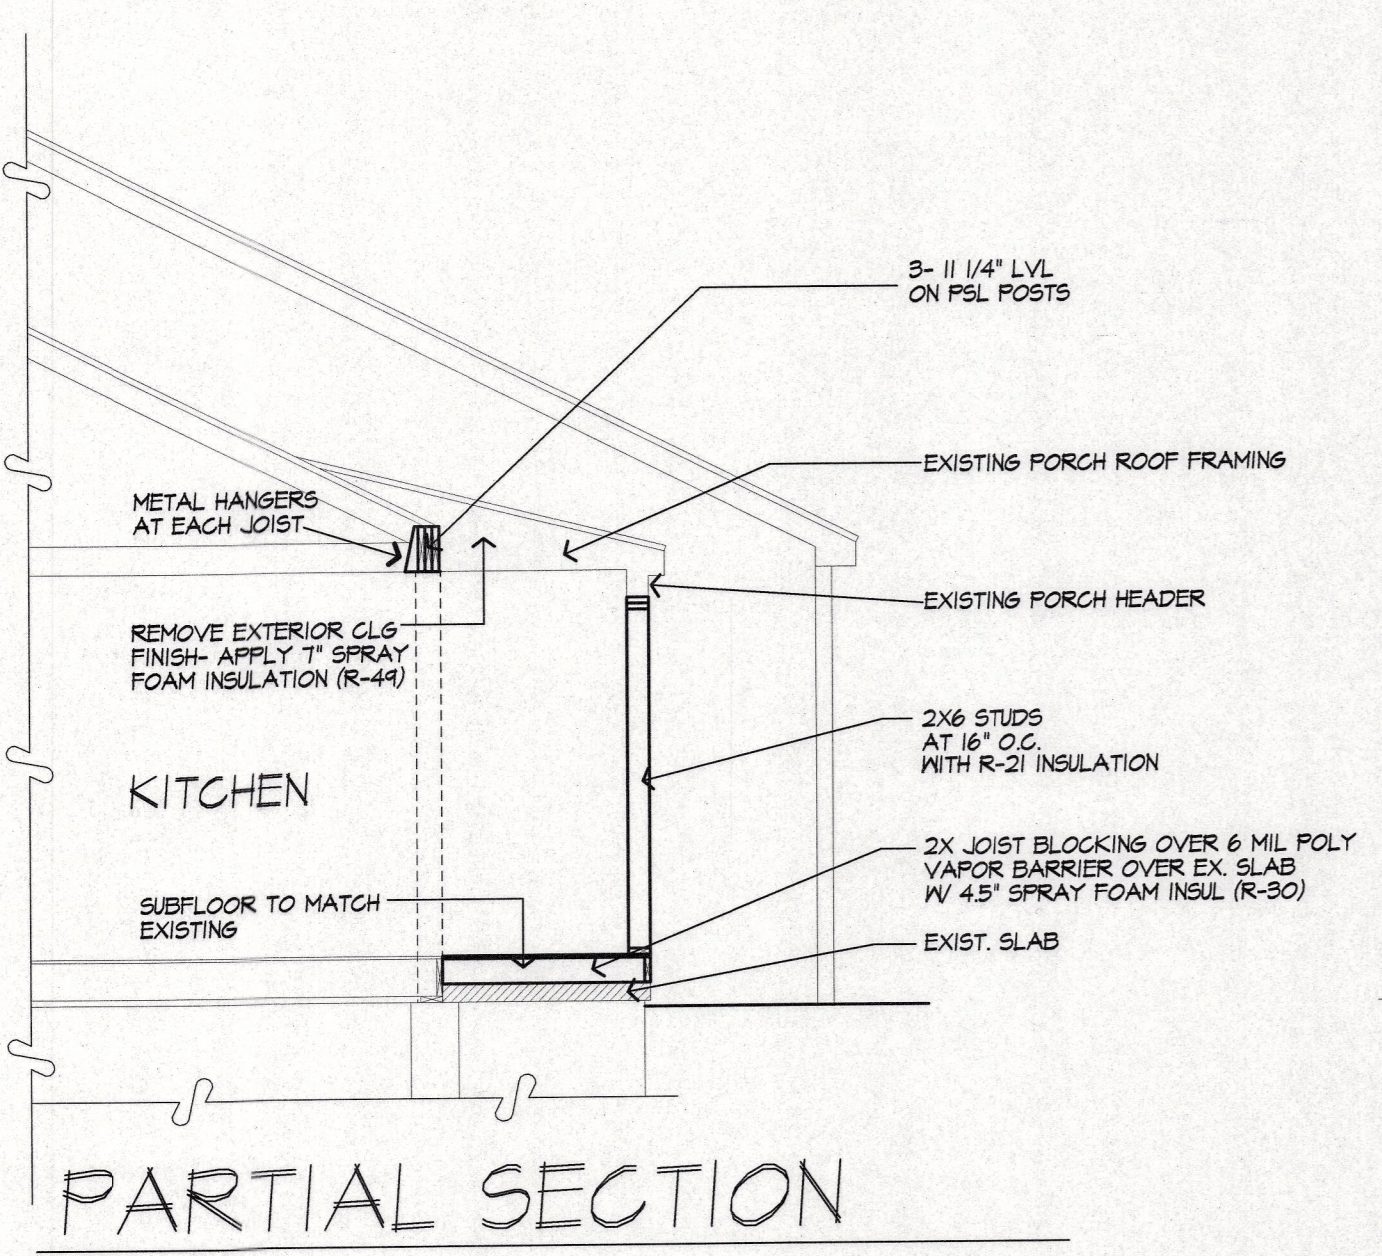 3- 11 1/4" LVL
ON PSL POSTS
EXISTING PORCH ROOF FRAMING
METAL HANGERS
AT EACH JOIST
EXISTING PORCH HEADER
REMOVE EXTERIOR CLG
FINISH- APPLY 7" SPRAY
FOAM INSULATION (R-49)
2X6 STUDS
AT 16" O.C.
WITH R-21 INSULATION
KITCHEN
2X JOIST BLOCKING OVER 6 MIL POLY
VAPOR BARRIER OVER EX. SLAB
W/ 4.5" SPRAY FOAM INSUL (R-30)
SUBFLOOR TO MATCH
EXISTING
EXIST. SLAB
PARTIAL SECTION